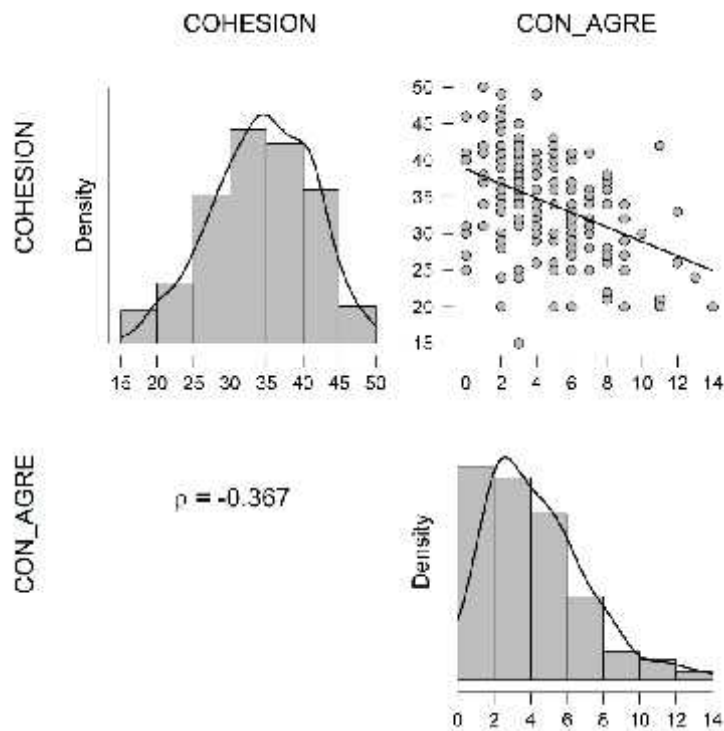 COHESION CON_AGRE
COHESION
Density
15 20 25 30 35 40 45 50
50
45
40
35
30
25
20
15
0 2 4 6 8 10 12 14
CON_AGRE
ρ = -0.367
Density
0 2 4 6 8 10 12 14